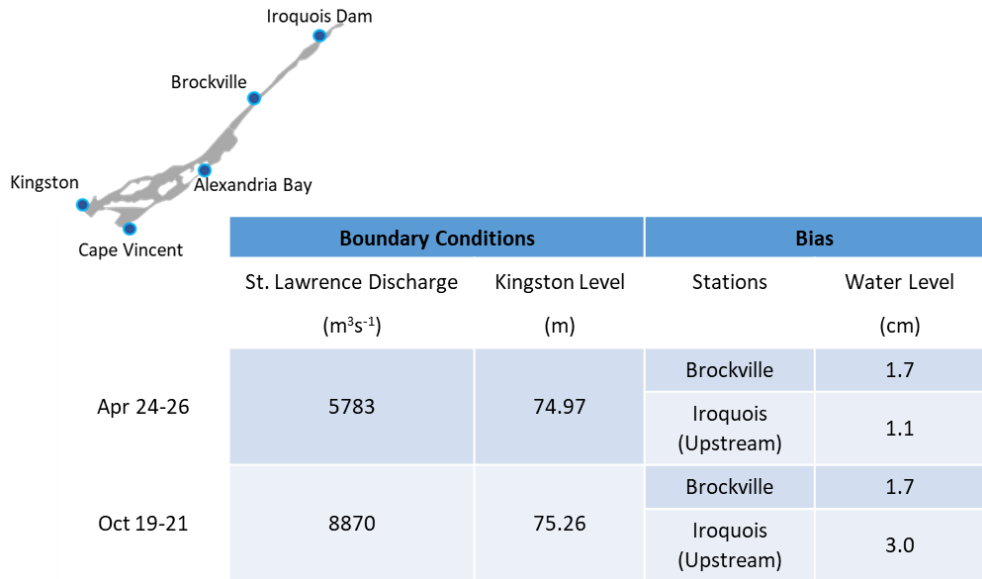 Iroquois Dam
Brockville
Kingston
Alexandria Bay
Cape Vincent
Boundary Conditions Bias
St. Lawrence Discharge Kingston Level Stations Water Level
(m³s⁻¹) (m) (cm)
Apr 24-26 5783 74.97 Brockville 1.7
Iroquois
(Upstream) 1.1
Oct 19-21 8870 75.26 Brockville 1.7
Iroquois
(Upstream) 3.0